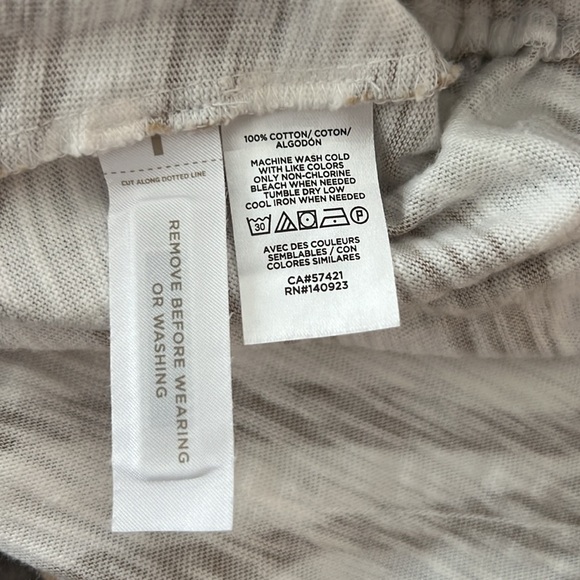 100% COTTON/ COTON/
ALGODÓN
MACHINE WASH COLD
WITH LIKE COLORS
ONLY NON-CHLORINE
BLEACH WHEN NEEDED
TUMBLE DRY LOW
COOL IRON WHEN NEEDED
30
P
AVEC DES COULEURS
SEMBLABLES / CON
COLORES SIMILARES
CA#57421
RN#140923
CUT ALONG DOTTED LINE
REMOVE BEFORE WEARING
OR WASHING